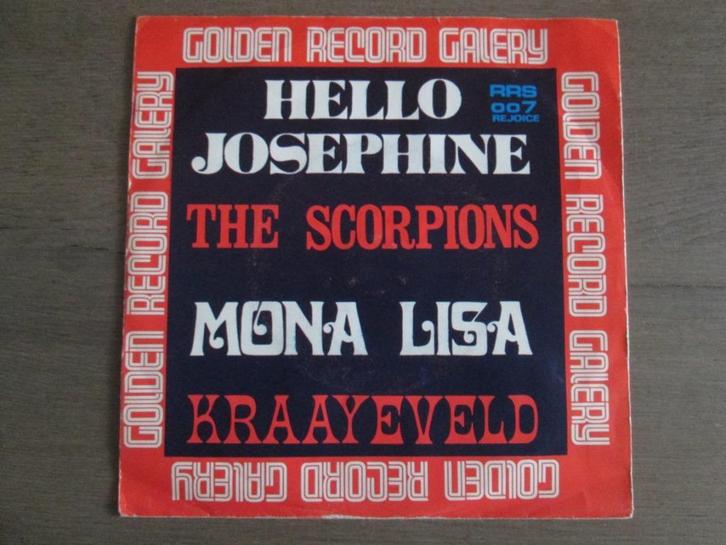 GOLDEN RECORD GALERY
HELLO
JOSEPHINE
RRS
007
REJOICE
THE SCORPIONS
MONA LISA
KRAAYEVELD
GOLDEN RECORD GALERY
GOLDEN RECORD GALERY
GOLDEN RECORD GALERY